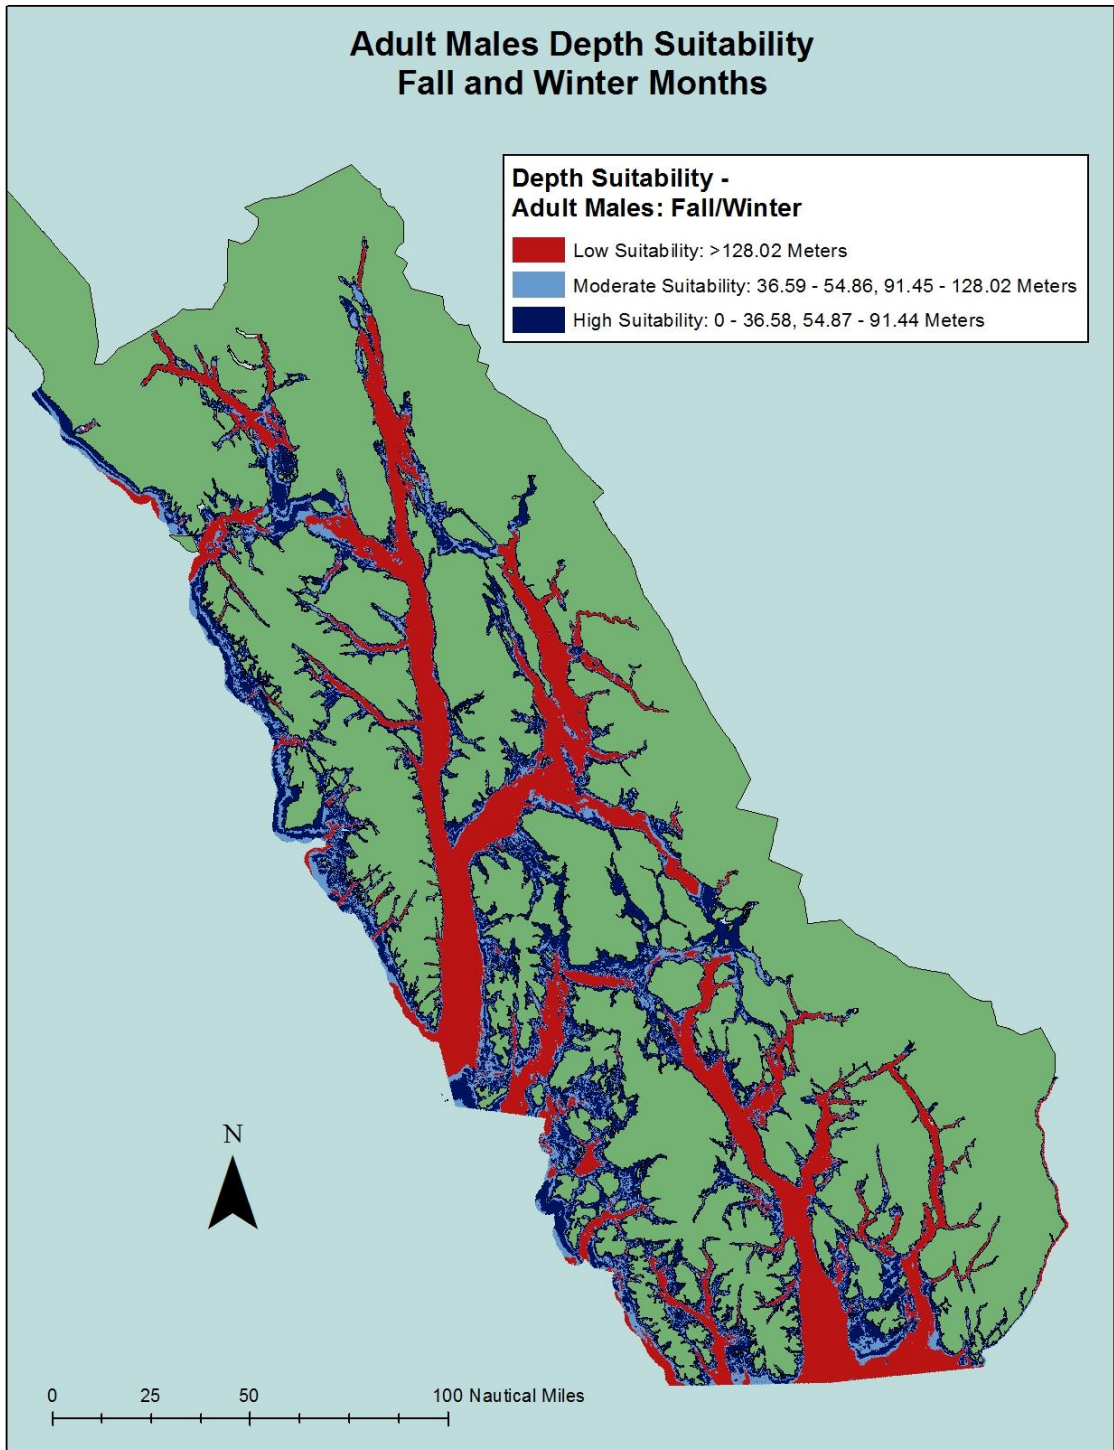 Adult Males Depth Suitability
Fall and Winter Months
Depth Suitability -
Adult Males: Fall/Winter
Low Suitability: >128.02 Meters
Moderate Suitability: 36.59 - 54.86, 91.45 - 128.02 Meters
High Suitability: 0 - 36.58, 54.87 - 91.44 Meters
N
0 25 50 100 Nautical Miles